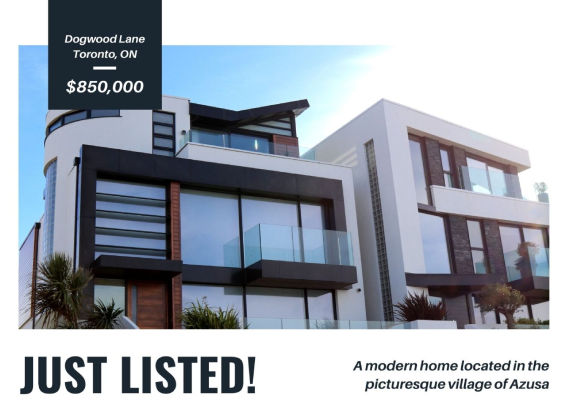 Dogwood Lane
Toronto, ON
$850,000
JUST LISTED!
A modern home located in the
picturesque village of Azusa